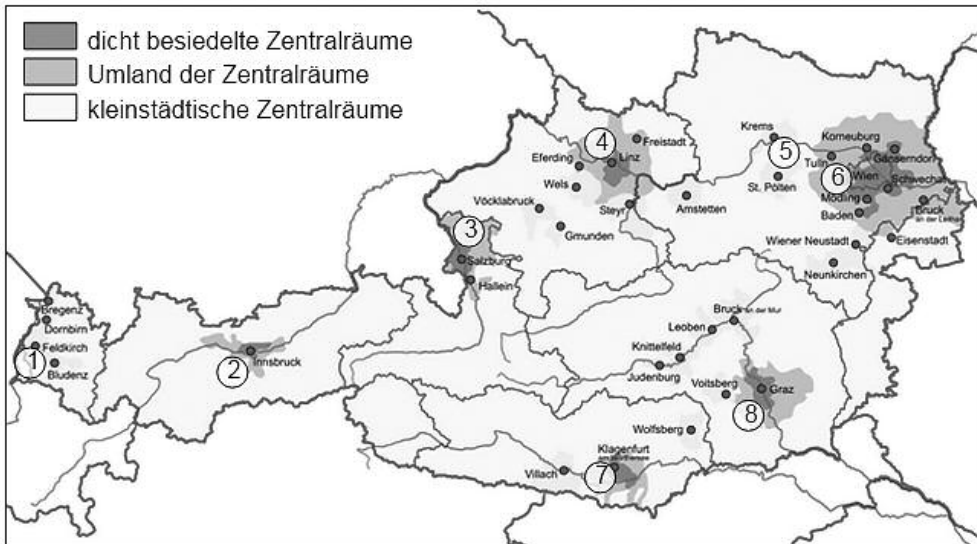 dicht besiedelte Zentralräume
Umland der Zentralräume
kleinstädtische Zentralräume
4
Freistadt
Linz
Eferding
Wels
Vöcklabruck
Steyr
Gmunden
Krems
5
Korneuburg
Tulln
Gänserndorf
6
Wien
Schwechat
St. Pölten
Mödling
Amstetten
Baden
Bruck
an der Leitha
Wiener Neustadt
Eisenstadt
Neunkirchen
3
Salzburg
Hallein
Bregenz
Dornbirn
1
Feldkirch
Bludenz
2
Innsbruck
Bruck an der Mur
Leoben
Knittelfeld
Judenburg
Voitsberg
Graz
8
Wolfsberg
Klagenfurt
am Wörthersee
Villach
7